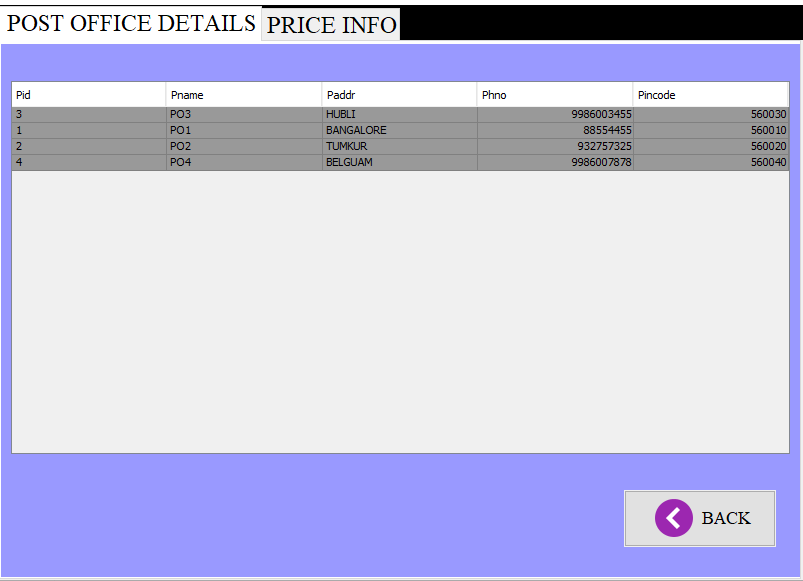 POST OFFICE DETAILS PRICE INFO
Pid Pname Paddr Phno Pincode
3 PO3 HUBLI 9986003455 560030
1 PO1 BANGALORE 88554455 560010
2 PO2 TUMKUR 932757325 560020
4 PO4 BELGUAM 9986007878 560040
BACK